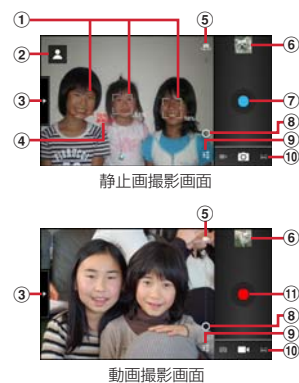 ① ② ③ ④ ⑤ ⑥ ⑦ ⑧ ⑨ ⑩
静止画撮影画面
③ ⑤ ⑥ ⑪ ⑧ ⑨ ⑩
動画撮影画面